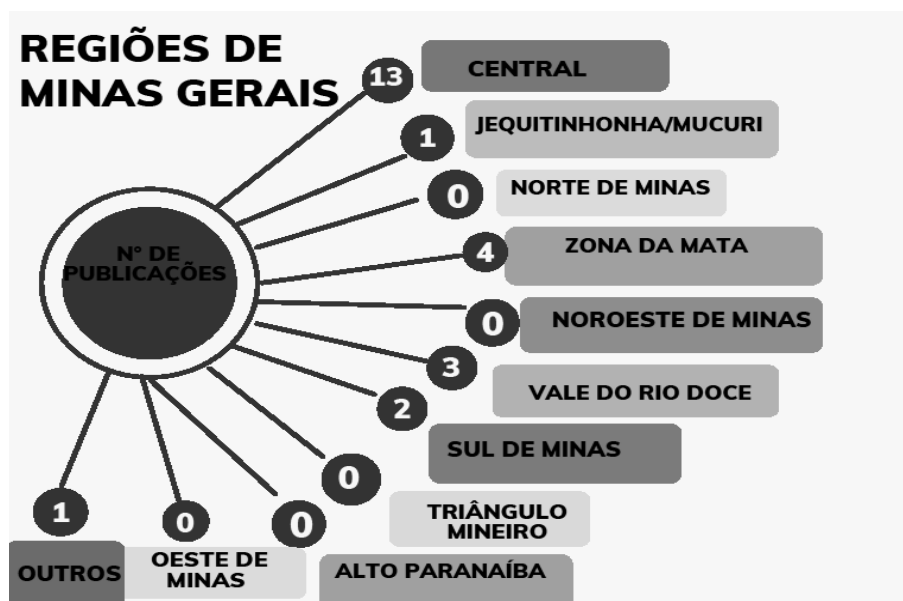 REGIÕES DE
MINAS GERAIS
13
CENTRAL
1
JEQUITINHONHA/MUCURI
0
NORTE DE MINAS
4
ZONA DA MATA
0
NOROESTE DE MINAS
3
VALE DO RIO DOCE
2
SUL DE MINAS
0
TRIÂNGULO
MINEIRO
0
ALTO PARANAÍBA
0
OESTE DE
MINAS
1
OUTROS
Nº DE
PUBLICAÇÕES